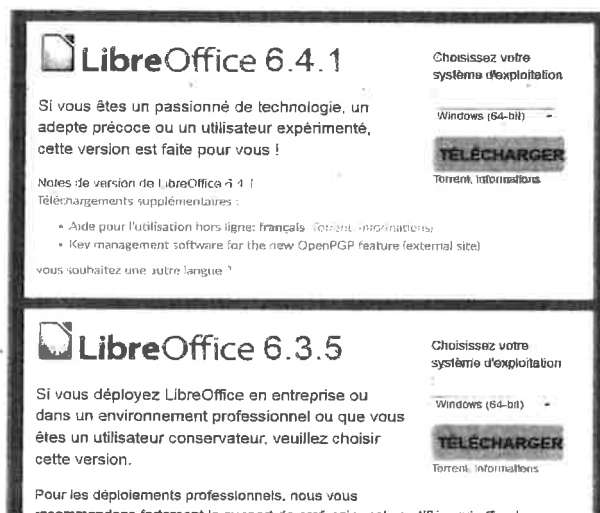 LibreOffice 6.4.1
Choisissez votre
système d'exploitation
Si vous êtes un passionné de technologie, un
adepte précoce ou un utilisateur expérimenté,
cette version est faite pour vous !
Windows (64-bit)
TÉLÉCHARGER
Torrent, Informations
Notes de version de LibreOffice 6.4.1
Téléchargements supplémentaires :
• Aide pour l'utilisation hors ligne: français (Torrent, Informations)
• Key management software for the new OpenPGP feature (external site)
vous souhaitez une autre langue ?
LibreOffice 6.3.5
Choisissez votre
système d'exploitation
Si vous déployez LibreOffice en entreprise ou
dans un environnement professionnel ou que vous
êtes un utilisateur conservateur, veuillez choisir
cette version.
Windows (64-bit)
TÉLÉCHARGER
Torrent, Informations
Pour les déploiements professionnels, nous vous